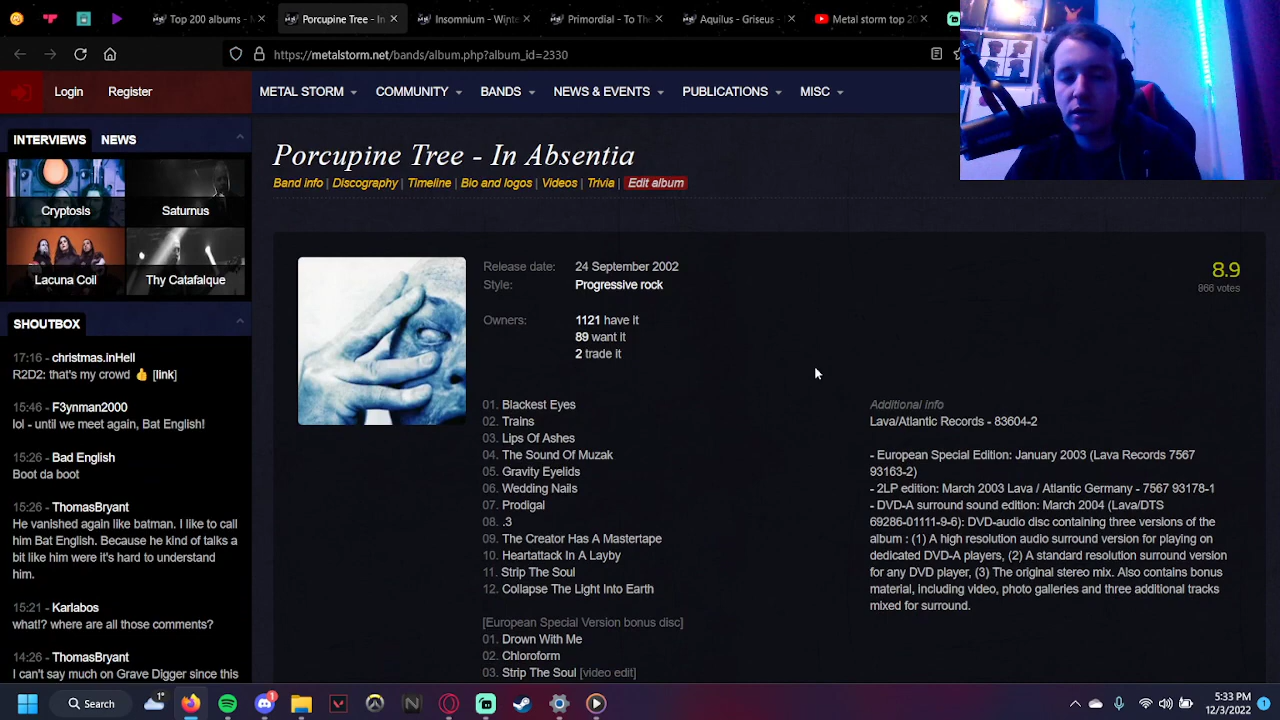 Top 200 albums - M
Porcupine Tree - In
Insomnium - Winte
Primordial - To The
Aquilus - Griseus -
Metal storm top 20
https://metalstorm.net/bands/album.php?album_id=2330
Login
Register
METAL STORM
COMMUNITY
BANDS
NEWS & EVENTS
PUBLICATIONS
MISC
INTERVIEWS
NEWS
Cryptosis
Saturnus
Lacuna Coil
Thy Catafalque
SHOUTBOX
17:16 - christmas.inHell
R2D2: that's my crowd 👍 [link]
15:46 - F3ynman2000
lol - until we meet again, Bat English!
15:26 - Bad English
Boot da boot
15:26 - ThomasBryant
He vanished again like batman. I like to call
him Bat English. Because he kind of talks a
bit like him were it's hard to understand
him.
15:21 - Karlabos
what!? where are all those comments?
14:26 - ThomasBryant
I can't say much on Grave Digger since this
Porcupine Tree - In Absentia
Band info | Discography | Timeline | Bio and logos | Videos | Trivia | Edit album
Release date: 24 September 2002
Style: Progressive rock
Owners: 1121 have it
89 want it
2 trade it
8.9
866 votes
01. Blackest Eyes
02. Trains
03. Lips Of Ashes
04. The Sound Of Muzak
05. Gravity Eyelids
06. Wedding Nails
07. Prodigal
08. .3
09. The Creator Has A Mastertape
10. Heartattack In A Layby
11. Strip The Soul
12. Collapse The Light Into Earth
[European Special Version bonus disc]
01. Drown With Me
02. Chloroform
03. Strip The Soul [video edit]
Additional info
Lava/Atlantic Records - 83604-2
- European Special Edition: January 2003 (Lava Records 7567
93163-2)
- 2LP edition: March 2003 Lava / Atlantic Germany - 7567 93178-1
- DVD-A surround sound edition: March 2004 (Lava/DTS
69286-01111-9-6): DVD-audio disc containing three versions of the
album : (1) A high resolution audio surround version for playing on
dedicated DVD-A players, (2) A standard resolution surround version
for any DVD player, (3) The original stereo mix. Also contains bonus
material, including video, photo galleries and three additional tracks
mixed for surround.
Search
1°
1
N
5:33 PM
12/3/2022
1